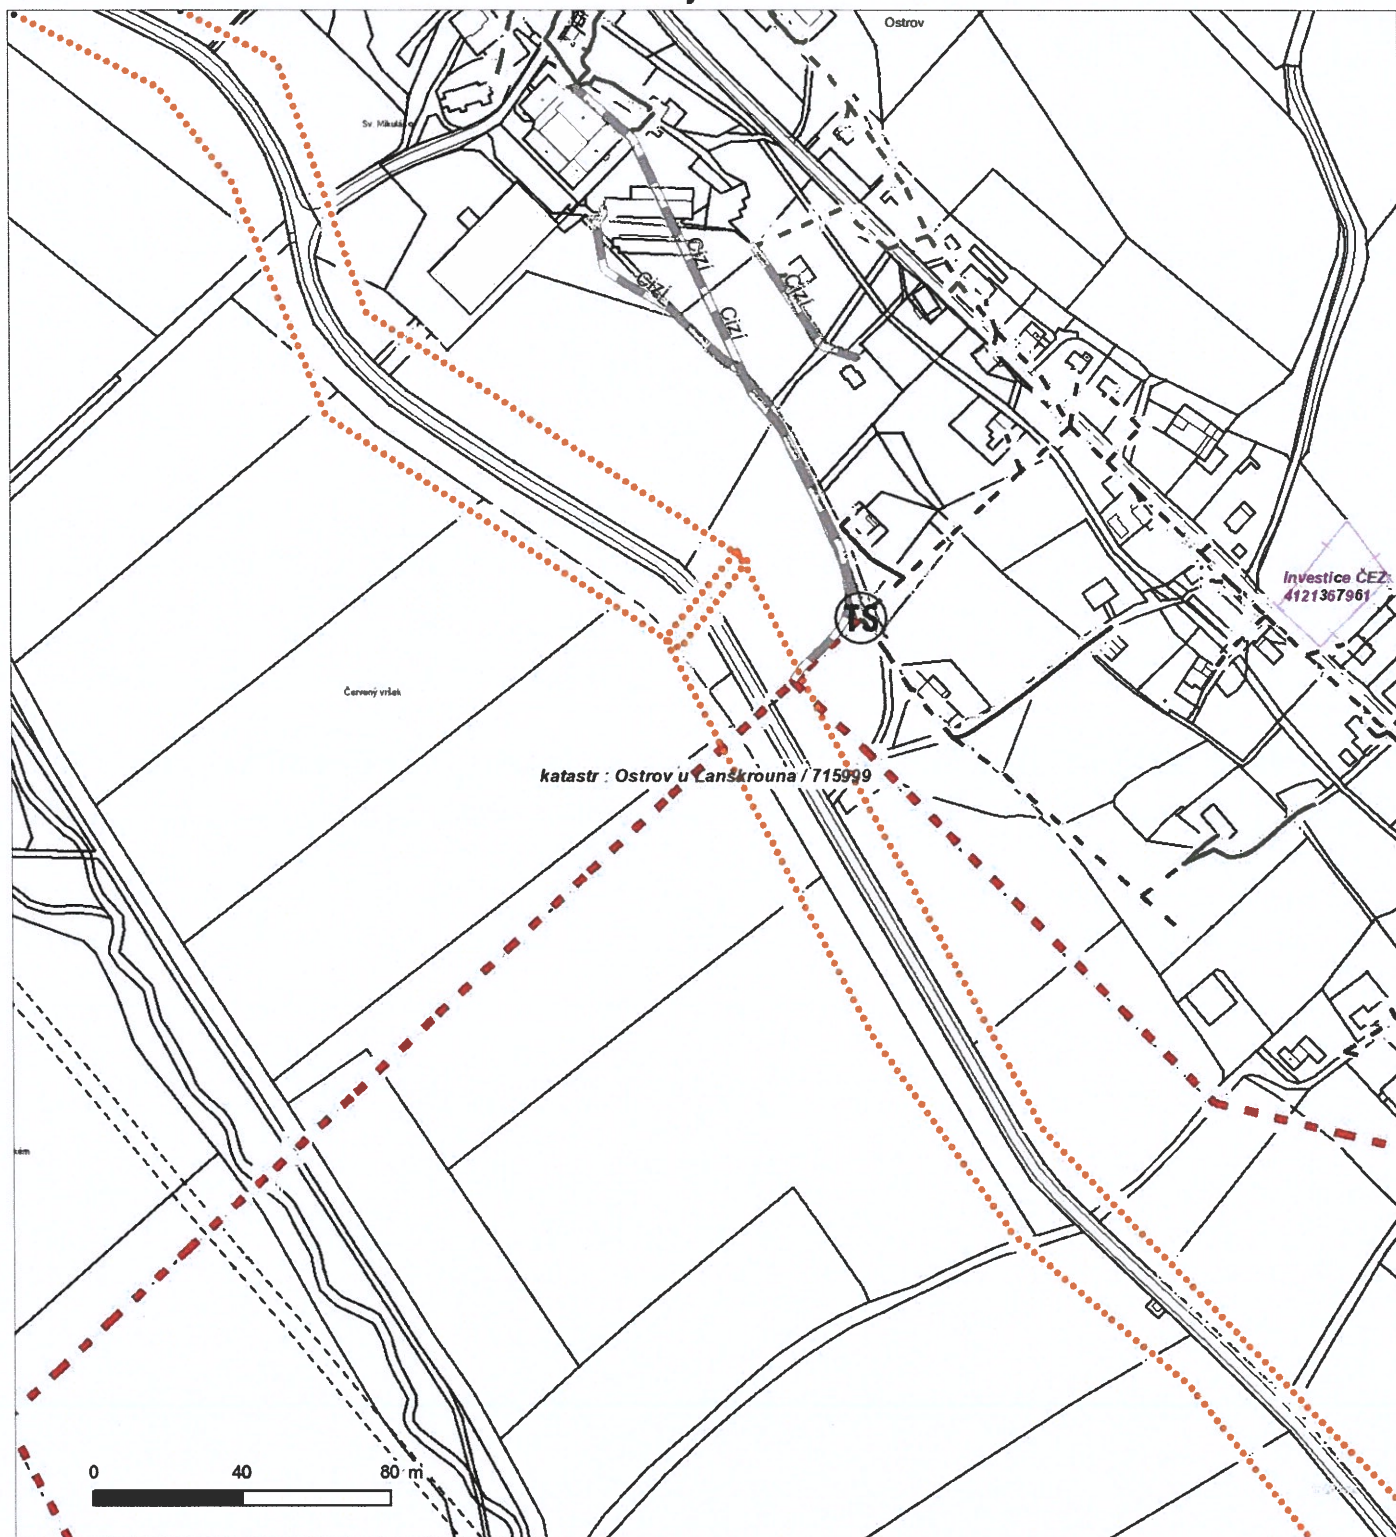 Ostrov
Sv. Mikuláše
Cizí
Cizí
Cizí
Cizí
Investice ČEZ:
4121367961
TS
Červený vršek
katastr : Ostrov u Lanškrouna / 715999
0 40 80 m